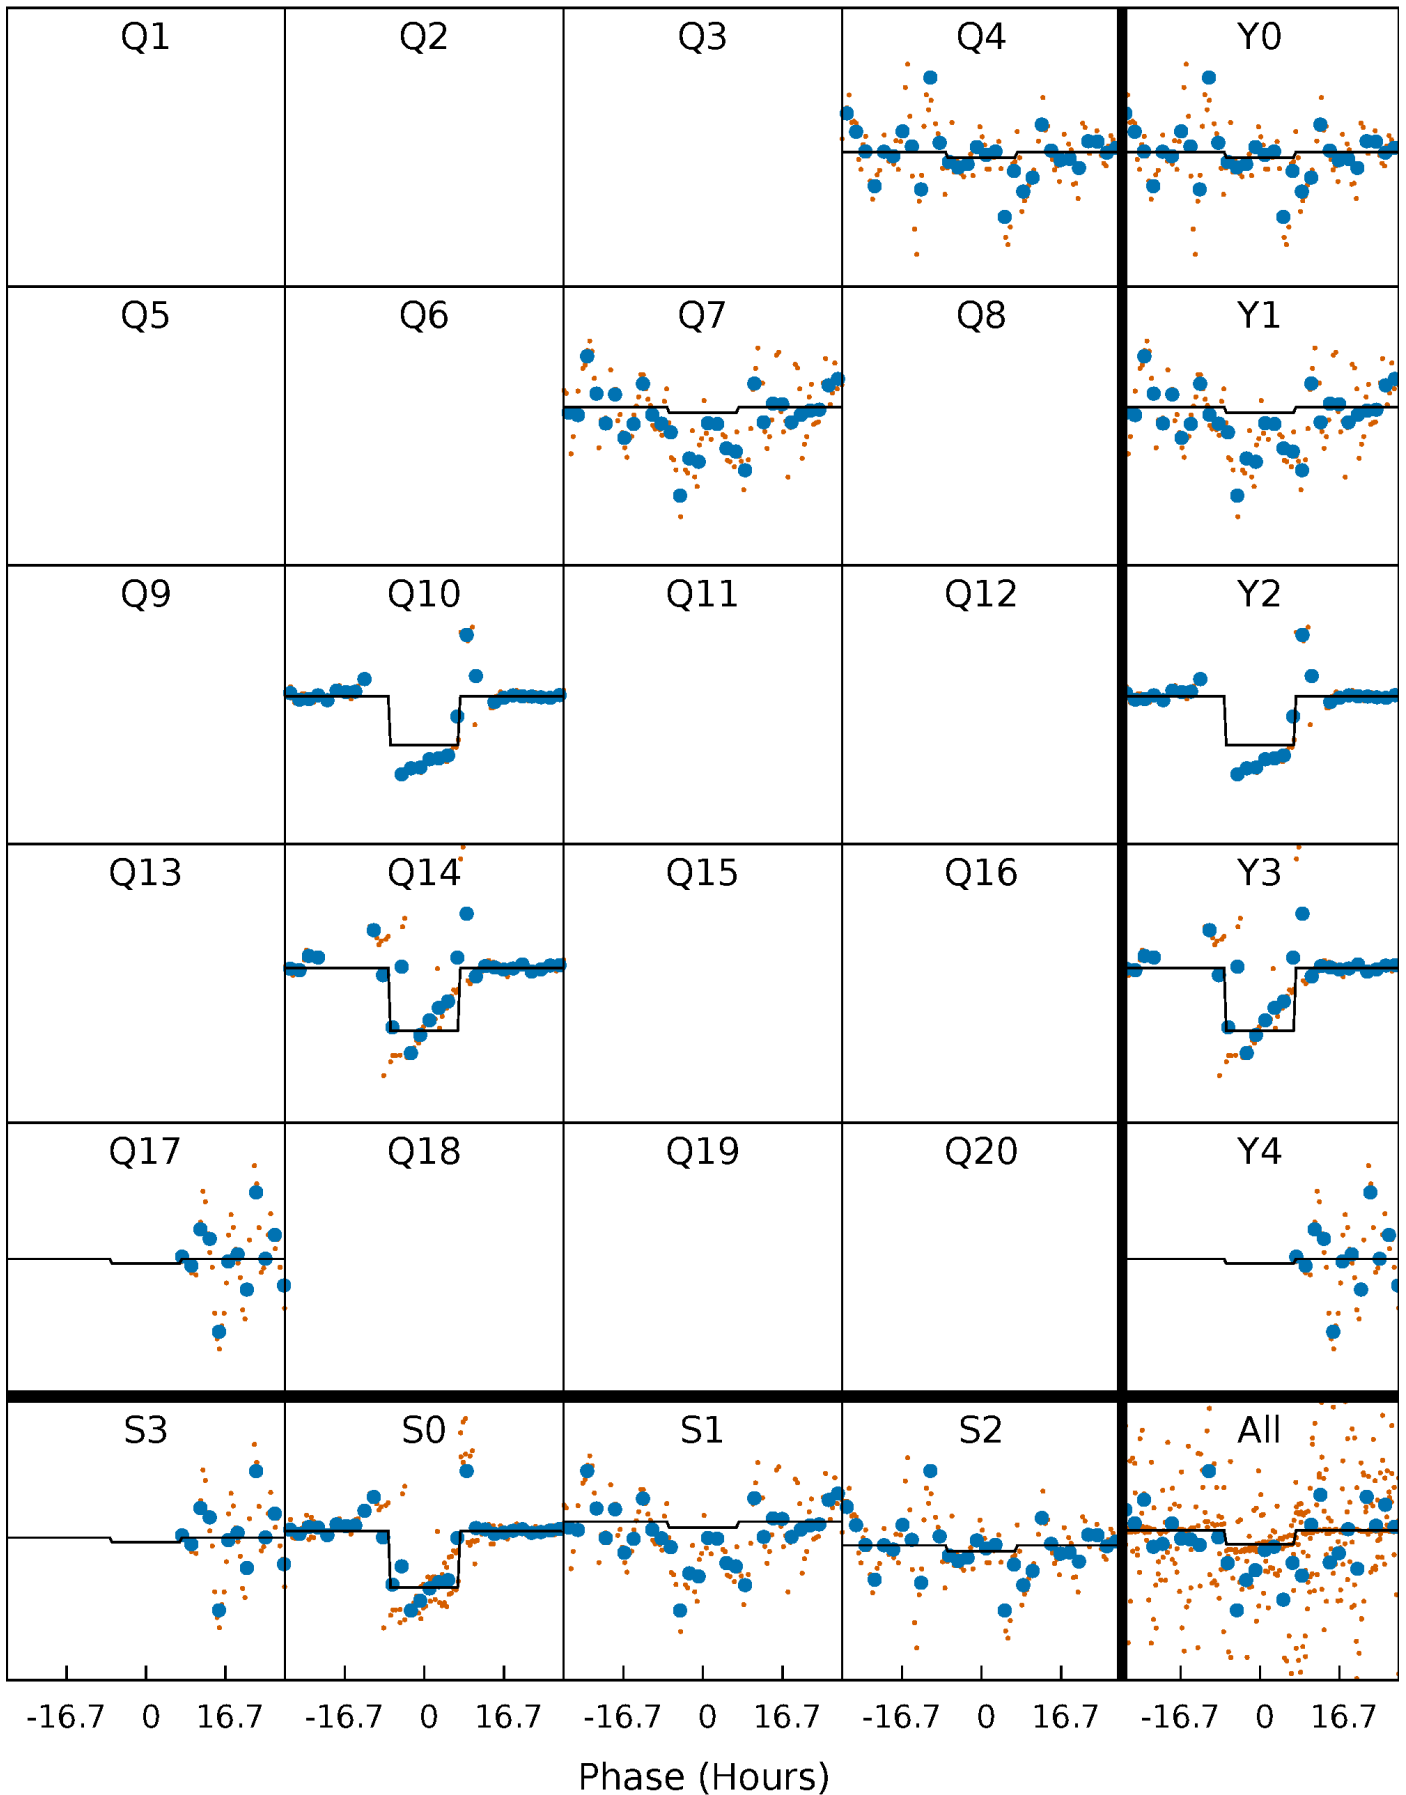 Q1 Q2 Q3 Q4 Y0
Q5 Q6 Q7 Q8 Y1
Q9 Q10 Q11 Q12 Y2
Q13 Q14 Q15 Q16 Y3
Q17 Q18 Q19 Q20 Y4
S3 S0 S1 S2 All
-16.7 0 16.7 -16.7 0 16.7 -16.7 0 16.7 -16.7 0 16.7 -16.7 0 16.7
Phase (Hours)